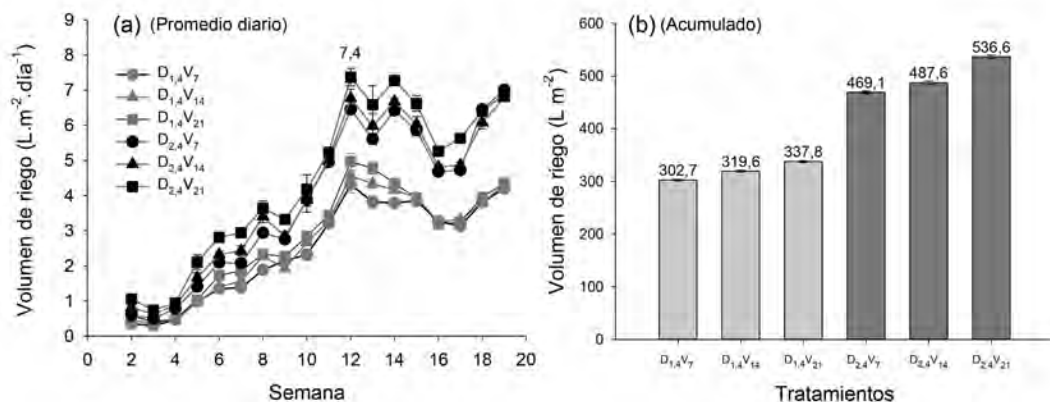 (a) (Promedio diario)
Volumen de riego (L.m⁻².día⁻¹)
9
8
7
6
5
4
3
2
1
0
7,4
D1,4V7
D1,4V14
D1,4V21
D2,4V7
D2,4V14
D2,4V21
0 2 4 6 8 10 12 14 16 18 20
Semana
(b) (Acumulado)
Volumen de riego (L m⁻²)
600
500
400
300
200
100
0
302,7
319,6
337,8
469,1
487,6
536,6
D1,4V7 D1,4V14 D1,4V21 D2,4V7 D2,4V14 D2,4V21
Tratamientos